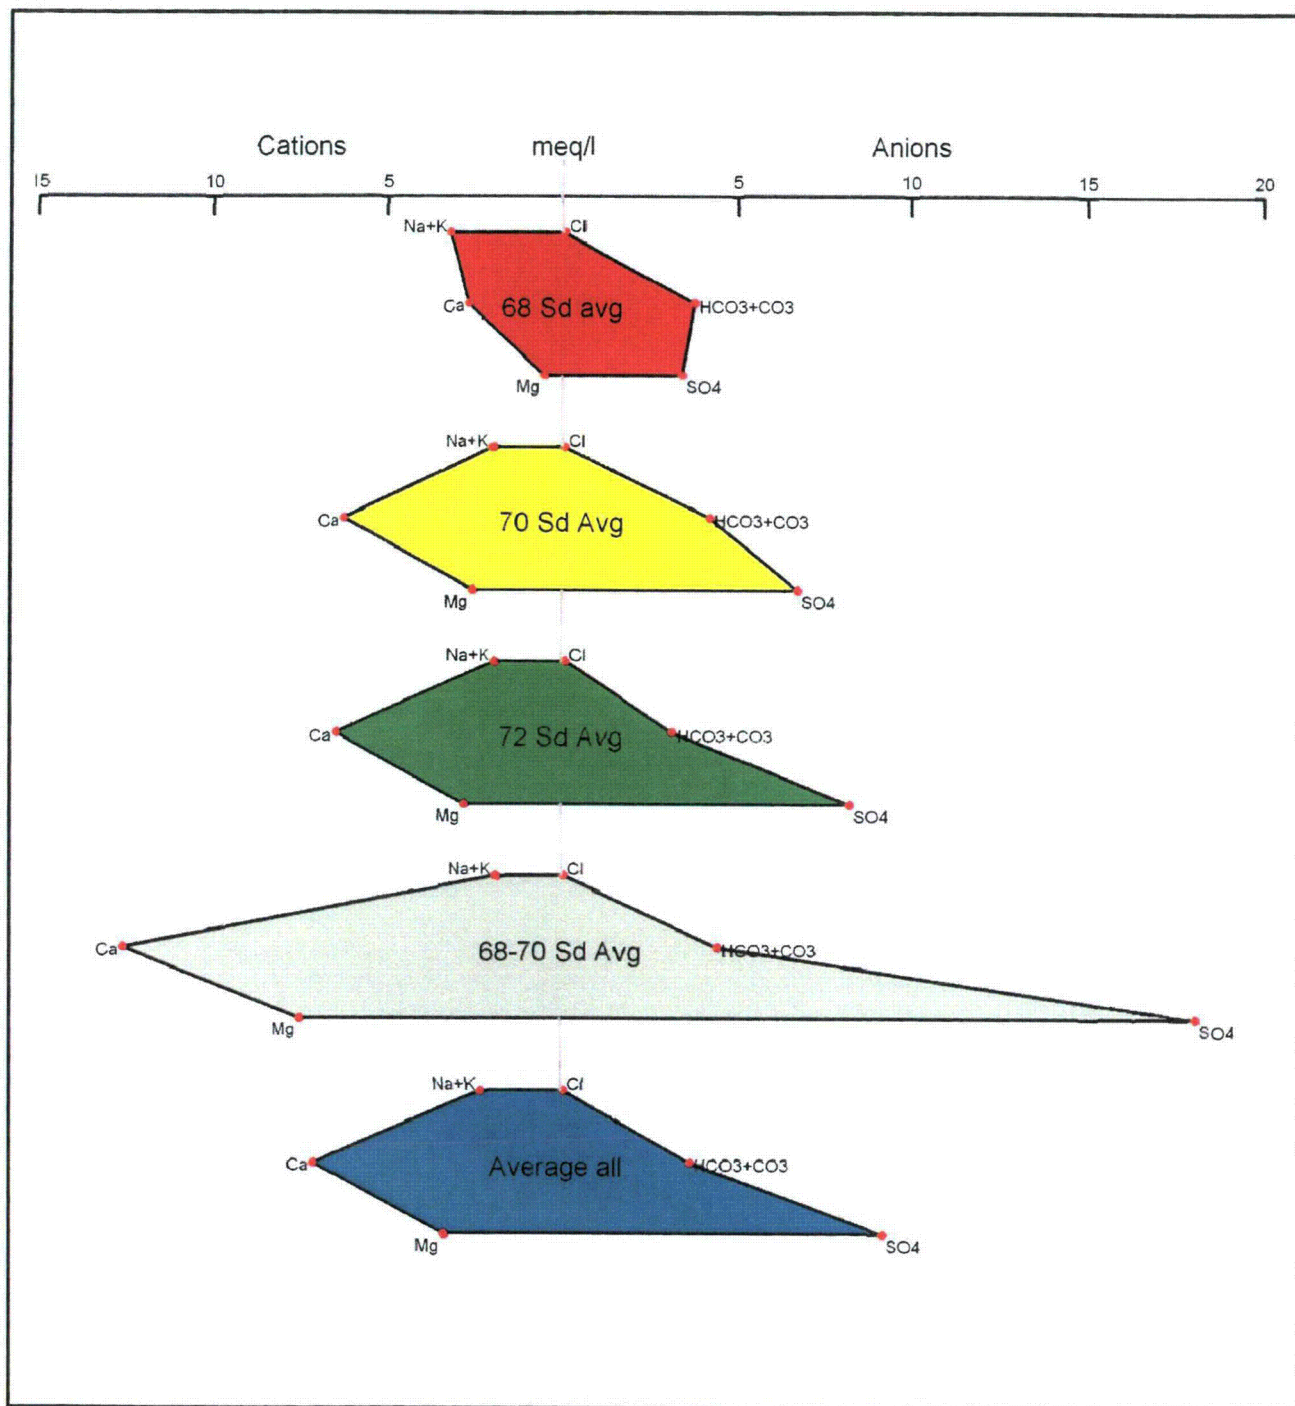 Cations meq/l Anions
15 10 5 5 10 15 20
Na+K Cl
Ca 68 Sd avg HCO3+CO3
Mg SO4
Na+K Cl
Ca 70 Sd Avg HCO3+CO3
Mg SO4
Na+K Cl
Ca 72 Sd Avg HCO3+CO3
Mg SO4
Na+K Cl
Ca 68-70 Sd Avg HCO3+CO3
Mg SO4
Na+K Cl
Ca Average all HCO3+CO3
Mg SO4